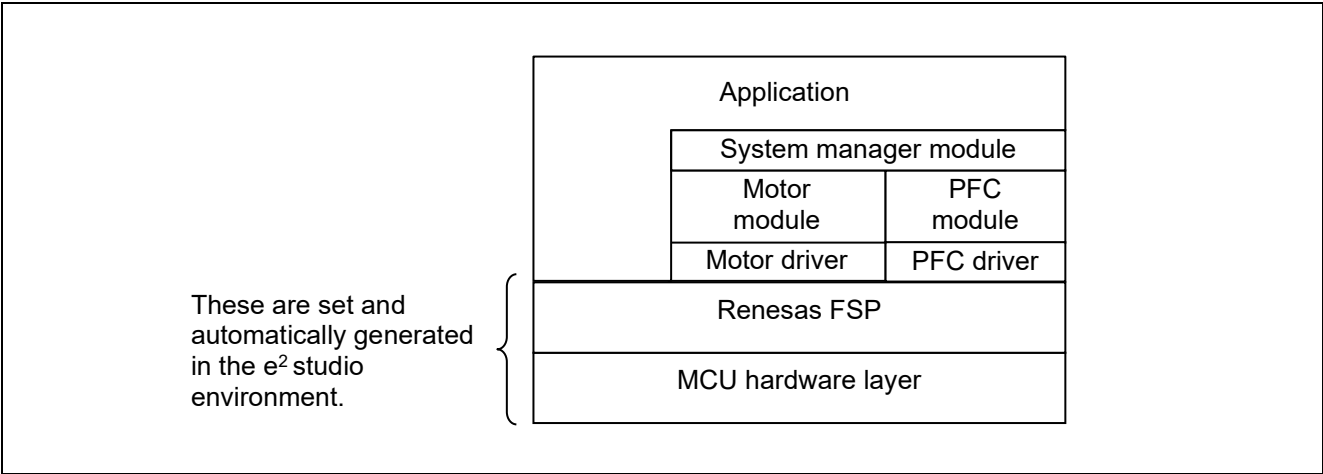 Application
System manager module
Motor
module
PFC
module
Motor driver
PFC driver
These are set and
automatically generated
in the e² studio
environment.
Renesas FSP
MCU hardware layer